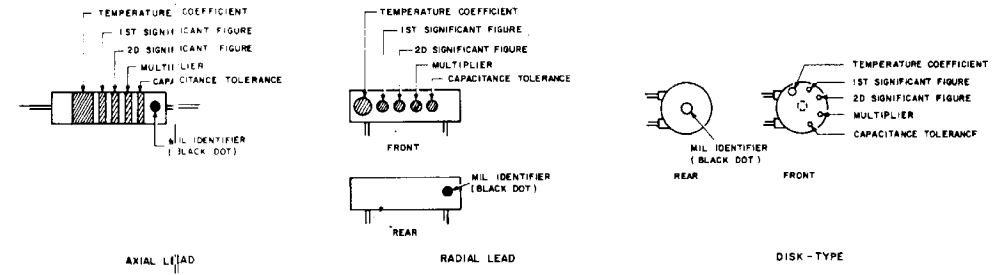 TEMPERATURE COEFFICIENT
1ST SIGNIFICANT FIGURE
2D SIGNIFICANT FIGURE
MULTIPLIER
CAPACITANCE TOLERANCE
MIL IDENTIFIER
(BLACK DOT)
AXIAL LEAD
TEMPERATURE COEFFICIENT
1ST SIGNIFICANT FIGURE
2D SIGNIFICANT FIGURE
MULTIPLIER
CAPACITANCE TOLERANCE
FRONT
MIL IDENTIFIER
(BLACK DOT)
REAR
RADIAL LEAD
MIL IDENTIFIER
(BLACK DOT)
REAR
TEMPERATURE COEFFICIENT
1ST SIGNIFICANT FIGURE
2D SIGNIFICANT FIGURE
MULTIPLIER
CAPACITANCE TOLERANCE
FRONT
DISK-TYPE